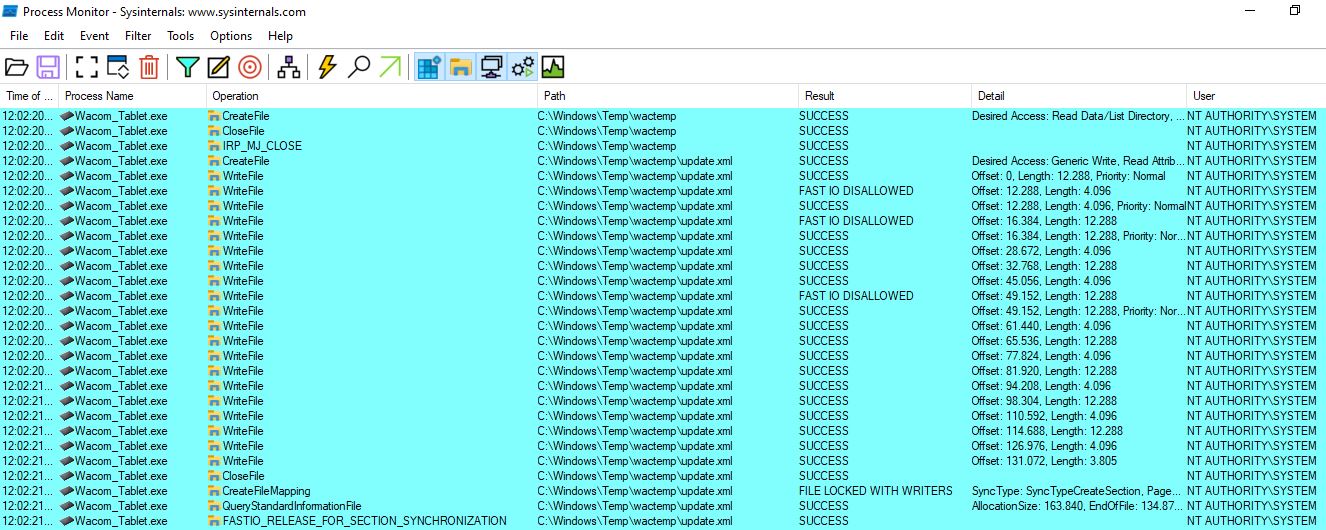 Process Monitor - Sysinternals: www.sysinternals.com
File Edit Event Filter Tools Options Help
Time of ... Process Name Operation Path Result Detail User
12:02:20... Wacom_Tablet.exe CreateFile C:\Windows\Temp\wactemp SUCCESS Desired Access: Read Data/List Directory, ... NT AUTHORITY\SYSTEM
12:02:20... Wacom_Tablet.exe CloseFile C:\Windows\Temp\wactemp SUCCESS NT AUTHORITY\SYSTEM
12:02:20... Wacom_Tablet.exe IRP_MJ_CLOSE C:\Windows\Temp\wactemp SUCCESS NT AUTHORITY\SYSTEM
12:02:20... Wacom_Tablet.exe CreateFile C:\Windows\Temp\wactemp\update.xml SUCCESS Desired Access: Generic Write, Read Attrib... NT AUTHORITY\SYSTEM
12:02:20... Wacom_Tablet.exe WriteFile C:\Windows\Temp\wactemp\update.xml SUCCESS Offset: 0, Length: 12.288, Priority: Normal NT AUTHORITY\SYSTEM
12:02:20... Wacom_Tablet.exe WriteFile C:\Windows\Temp\wactemp\update.xml FAST IO DISALLOWED Offset: 12.288, Length: 4.096 NT AUTHORITY\SYSTEM
12:02:20... Wacom_Tablet.exe WriteFile C:\Windows\Temp\wactemp\update.xml SUCCESS Offset: 12.288, Length: 4.096, Priority: Normal NT AUTHORITY\SYSTEM
12:02:20... Wacom_Tablet.exe WriteFile C:\Windows\Temp\wactemp\update.xml FAST IO DISALLOWED Offset: 16.384, Length: 12.288 NT AUTHORITY\SYSTEM
12:02:20... Wacom_Tablet.exe WriteFile C:\Windows\Temp\wactemp\update.xml SUCCESS Offset: 16.384, Length: 12.288, Priority: Nor... NT AUTHORITY\SYSTEM
12:02:20... Wacom_Tablet.exe WriteFile C:\Windows\Temp\wactemp\update.xml SUCCESS Offset: 28.672, Length: 4.096 NT AUTHORITY\SYSTEM
12:02:20... Wacom_Tablet.exe WriteFile C:\Windows\Temp\wactemp\update.xml SUCCESS Offset: 32.768, Length: 12.288 NT AUTHORITY\SYSTEM
12:02:20... Wacom_Tablet.exe WriteFile C:\Windows\Temp\wactemp\update.xml SUCCESS Offset: 45.056, Length: 4.096 NT AUTHORITY\SYSTEM
12:02:20... Wacom_Tablet.exe WriteFile C:\Windows\Temp\wactemp\update.xml FAST IO DISALLOWED Offset: 49.152, Length: 12.288 NT AUTHORITY\SYSTEM
12:02:20... Wacom_Tablet.exe WriteFile C:\Windows\Temp\wactemp\update.xml SUCCESS Offset: 49.152, Length: 12.288, Priority: Nor... NT AUTHORITY\SYSTEM
12:02:20... Wacom_Tablet.exe WriteFile C:\Windows\Temp\wactemp\update.xml SUCCESS Offset: 61.440, Length: 4.096 NT AUTHORITY\SYSTEM
12:02:20... Wacom_Tablet.exe WriteFile C:\Windows\Temp\wactemp\update.xml SUCCESS Offset: 65.536, Length: 12.288 NT AUTHORITY\SYSTEM
12:02:20... Wacom_Tablet.exe WriteFile C:\Windows\Temp\wactemp\update.xml SUCCESS Offset: 77.824, Length: 4.096 NT AUTHORITY\SYSTEM
12:02:20... Wacom_Tablet.exe WriteFile C:\Windows\Temp\wactemp\update.xml SUCCESS Offset: 81.920, Length: 12.288 NT AUTHORITY\SYSTEM
12:02:21... Wacom_Tablet.exe WriteFile C:\Windows\Temp\wactemp\update.xml SUCCESS Offset: 94.208, Length: 4.096 NT AUTHORITY\SYSTEM
12:02:21... Wacom_Tablet.exe WriteFile C:\Windows\Temp\wactemp\update.xml SUCCESS Offset: 98.304, Length: 12.288 NT AUTHORITY\SYSTEM
12:02:21... Wacom_Tablet.exe WriteFile C:\Windows\Temp\wactemp\update.xml SUCCESS Offset: 110.592, Length: 4.096 NT AUTHORITY\SYSTEM
12:02:21... Wacom_Tablet.exe WriteFile C:\Windows\Temp\wactemp\update.xml SUCCESS Offset: 114.688, Length: 12.288 NT AUTHORITY\SYSTEM
12:02:21... Wacom_Tablet.exe WriteFile C:\Windows\Temp\wactemp\update.xml SUCCESS Offset: 126.976, Length: 4.096 NT AUTHORITY\SYSTEM
12:02:21... Wacom_Tablet.exe WriteFile C:\Windows\Temp\wactemp\update.xml SUCCESS Offset: 131.072, Length: 3.805 NT AUTHORITY\SYSTEM
12:02:21... Wacom_Tablet.exe CloseFile C:\Windows\Temp\wactemp\update.xml SUCCESS NT AUTHORITY\SYSTEM
12:02:21... Wacom_Tablet.exe CreateFileMapping C:\Windows\Temp\wactemp\update.xml FILE LOCKED WITH WRITERS SyncType: SyncTypeCreateSection, Page... NT AUTHORITY\SYSTEM
12:02:21... Wacom_Tablet.exe QueryStandardInformationFile C:\Windows\Temp\wactemp\update.xml SUCCESS AllocationSize: 163.840, EndOfFile: 134.87... NT AUTHORITY\SYSTEM
12:02:21... Wacom_Tablet.exe FASTIO_RELEASE_FOR_SECTION_SYNCHRONIZATION C:\Windows\Temp\wactemp\update.xml SUCCESS NT AUTHORITY\SYSTEM